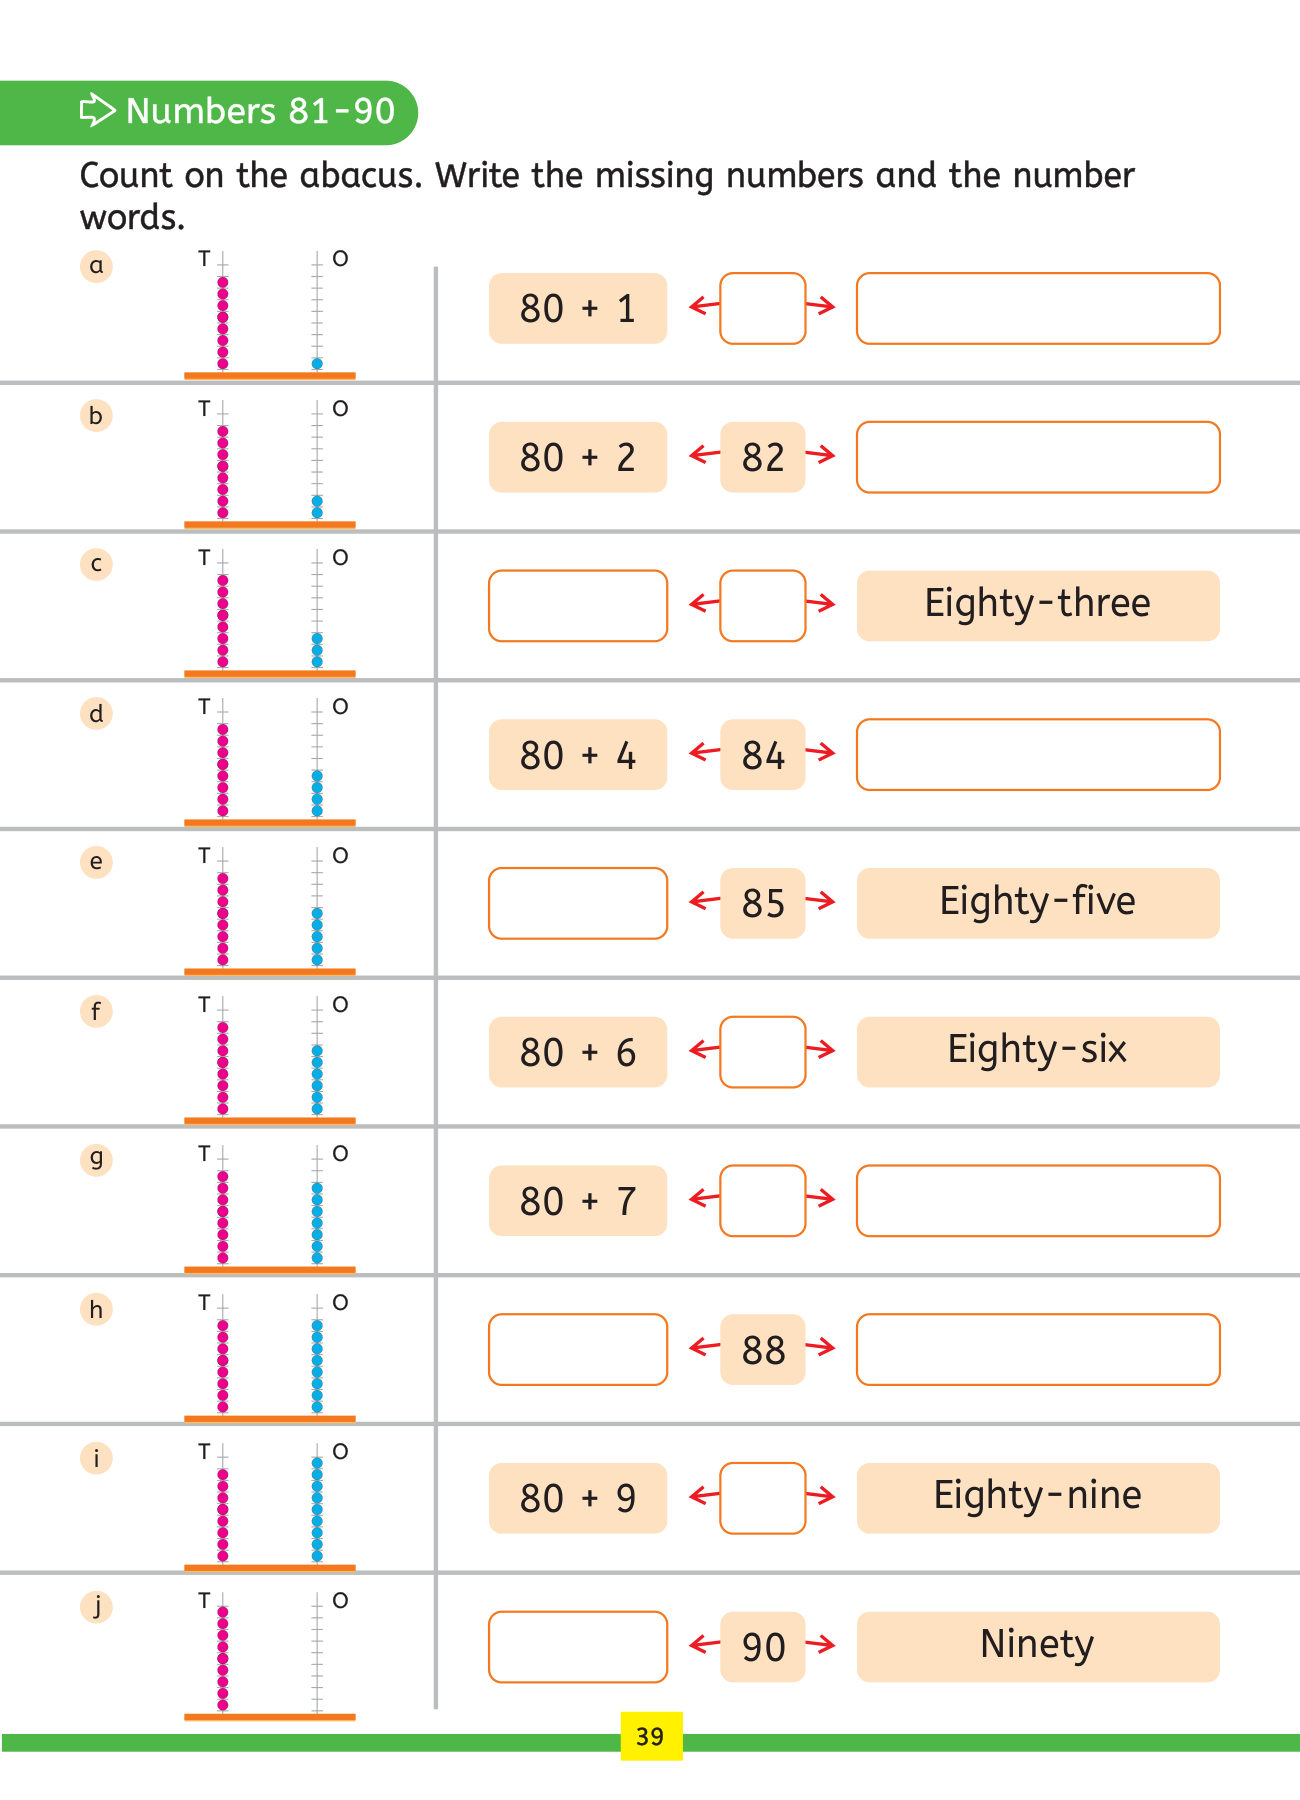 Numbers 81-90
Count on the abacus. Write the missing numbers and the number
words.
a
T O
80 + 1
b
T O
80 + 2 82
c
T O
Eighty-three
d
T O
80 + 4 84
e
T O
85 Eighty-five
f
T O
80 + 6 Eighty-six
g
T O
80 + 7
h
T O
88
i
T O
80 + 9 Eighty-nine
j
T O
90 Ninety
39